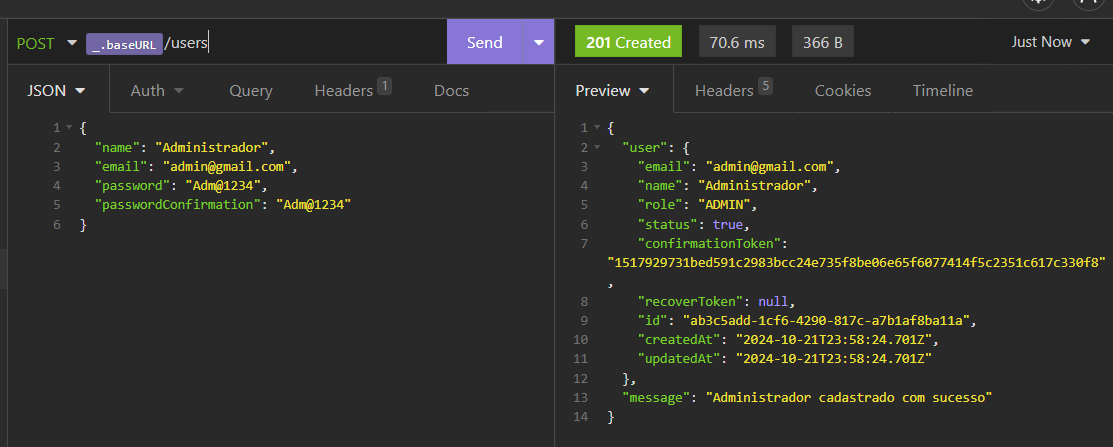 POST _.baseURL /users Send
201 Created 70.6 ms 366 B Just Now
JSON Auth Query Headers 1 Docs
1 {
2 "name": "Administrador",
3 "email": "admin@gmail.com",
4 "password": "Adm@1234",
5 "passwordConfirmation": "Adm@1234"
6 }
Preview Headers 5 Cookies Timeline
1 {
2 "user": {
3 "email": "admin@gmail.com",
4 "name": "Administrador",
5 "role": "ADMIN",
6 "status": true,
7 "confirmationToken":
"1517929731bed591c2983bcc24e735f8be06e65f6077414f5c2351c617c330f8"
,
8 "recoverToken": null,
9 "id": "ab3c5add-1cf6-4290-817c-a7b1af8ba11a",
10 "createdAt": "2024-10-21T23:58:24.701Z",
11 "updatedAt": "2024-10-21T23:58:24.701Z"
12 },
13 "message": "Administrador cadastrado com sucesso"
14 }